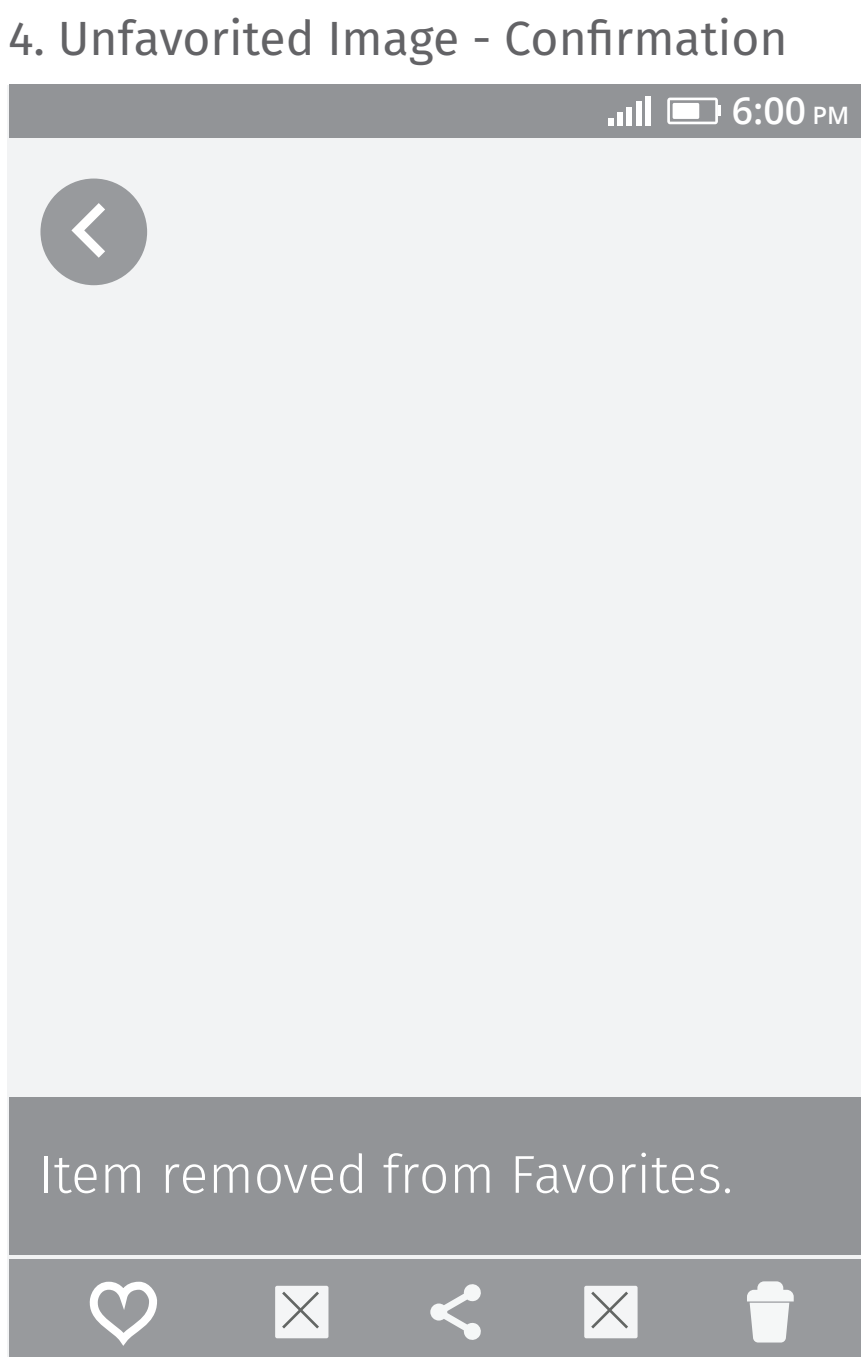 4. Unfavorited Image - Confirmation
6:00 PM
Item removed from Favorites.